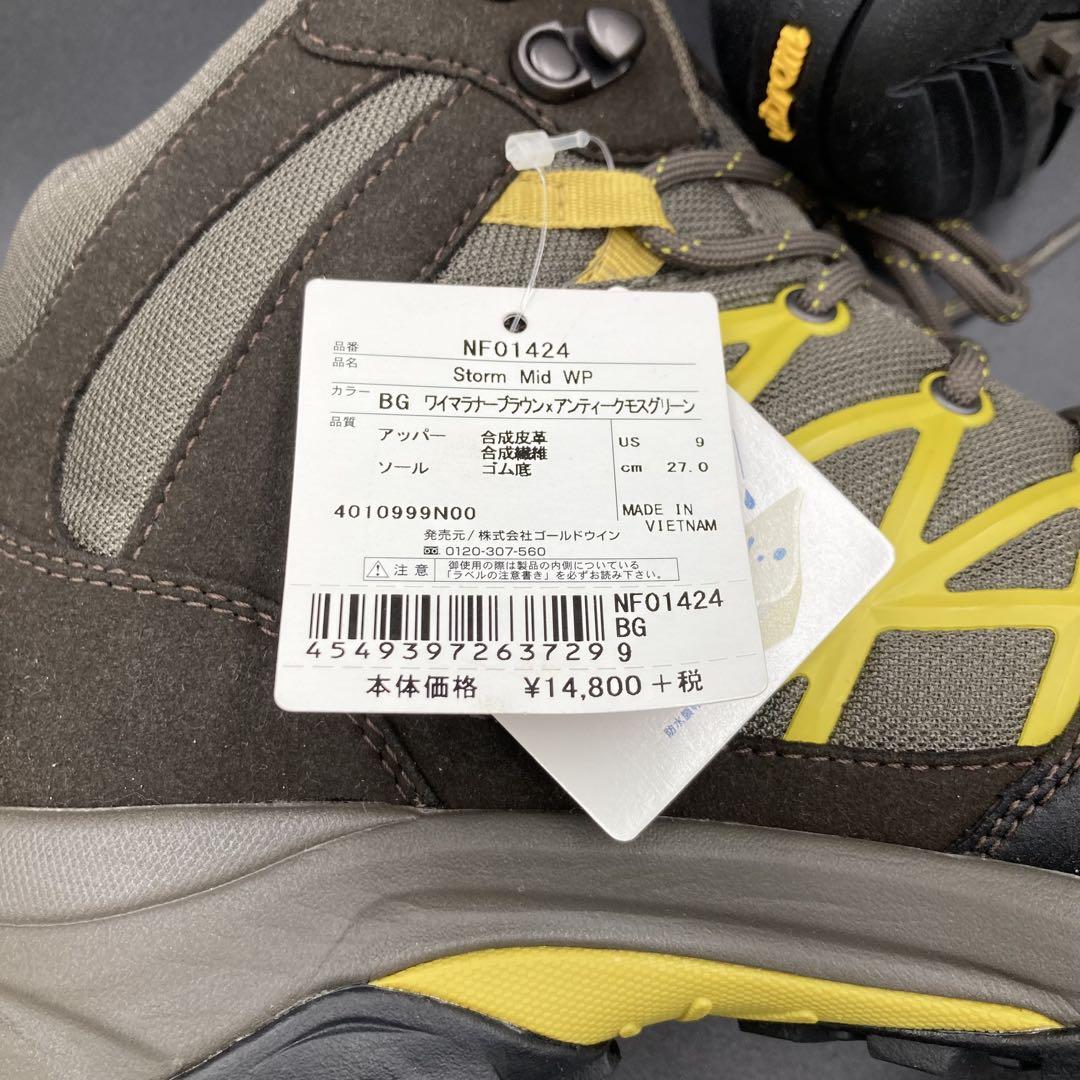 vibram
品番 NF01424
品名 Storm Mid WP
カラー BG ワイマラナーブラウン×アンティークモスグリーン
品質 アッパー 合成皮革
合成繊維
ソール ゴム底
US 9
cm 27.0
4010999N00
MADE IN
VIETNAM
発売元/株式会社ゴールドウイン
0120-307-560
注意 御使用の際は製品の内側についている
「ラベルの注意書き」を必ずお読み下さい。
NF01424
BG
4549397263729 9
本体価格 ¥14,800+税
防水